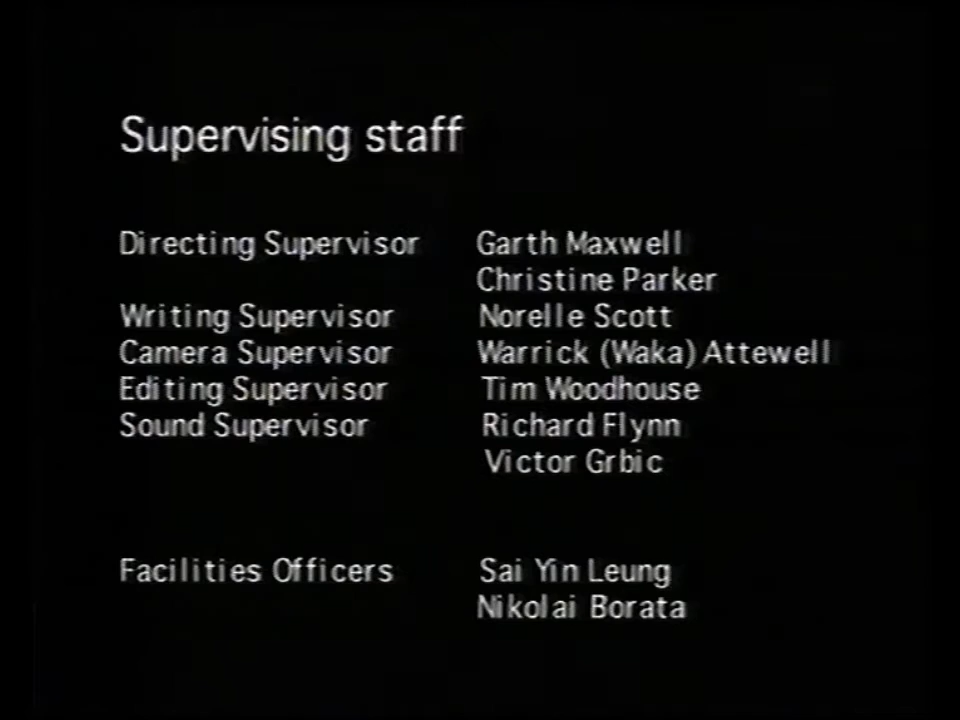 Supervising staff
Directing Supervisor Garth Maxwell
Christine Parker
Writing Supervisor Norelle Scott
Camera Supervisor Warrick (Waka) Attewell
Editing Supervisor Tim Woodhouse
Sound Supervisor Richard Flynn
Victor Grbic
Facilities Officers Sai Yin Leung
Nikolai Borata